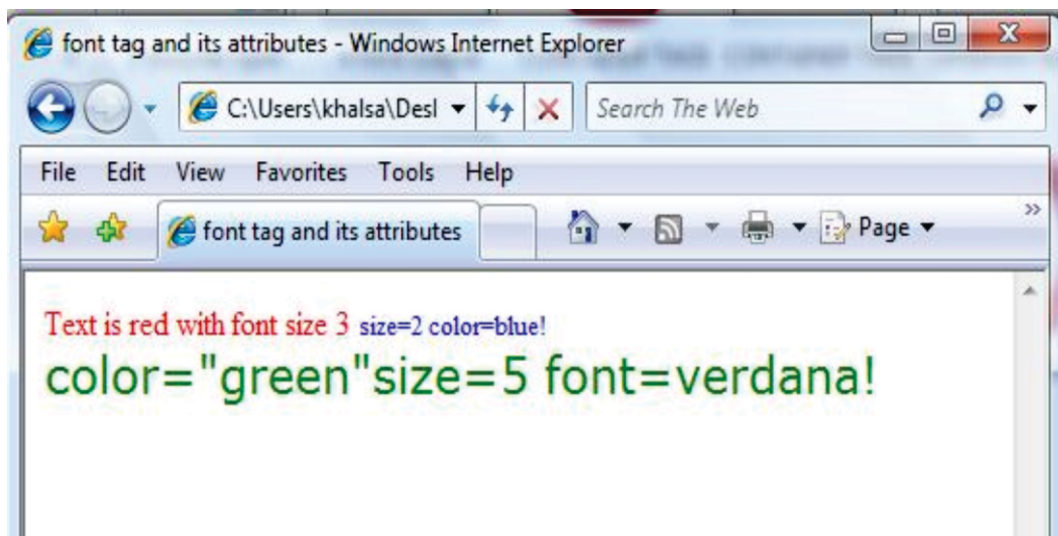 font tag and its attributes - Windows Internet Explorer
C:\Users\khalsa\Desl
Search The Web
File Edit View Favorites Tools Help
font tag and its attributes
Page
Text is red with font size 3 size=2 color=blue!
color="green"size=5 font=verdana!